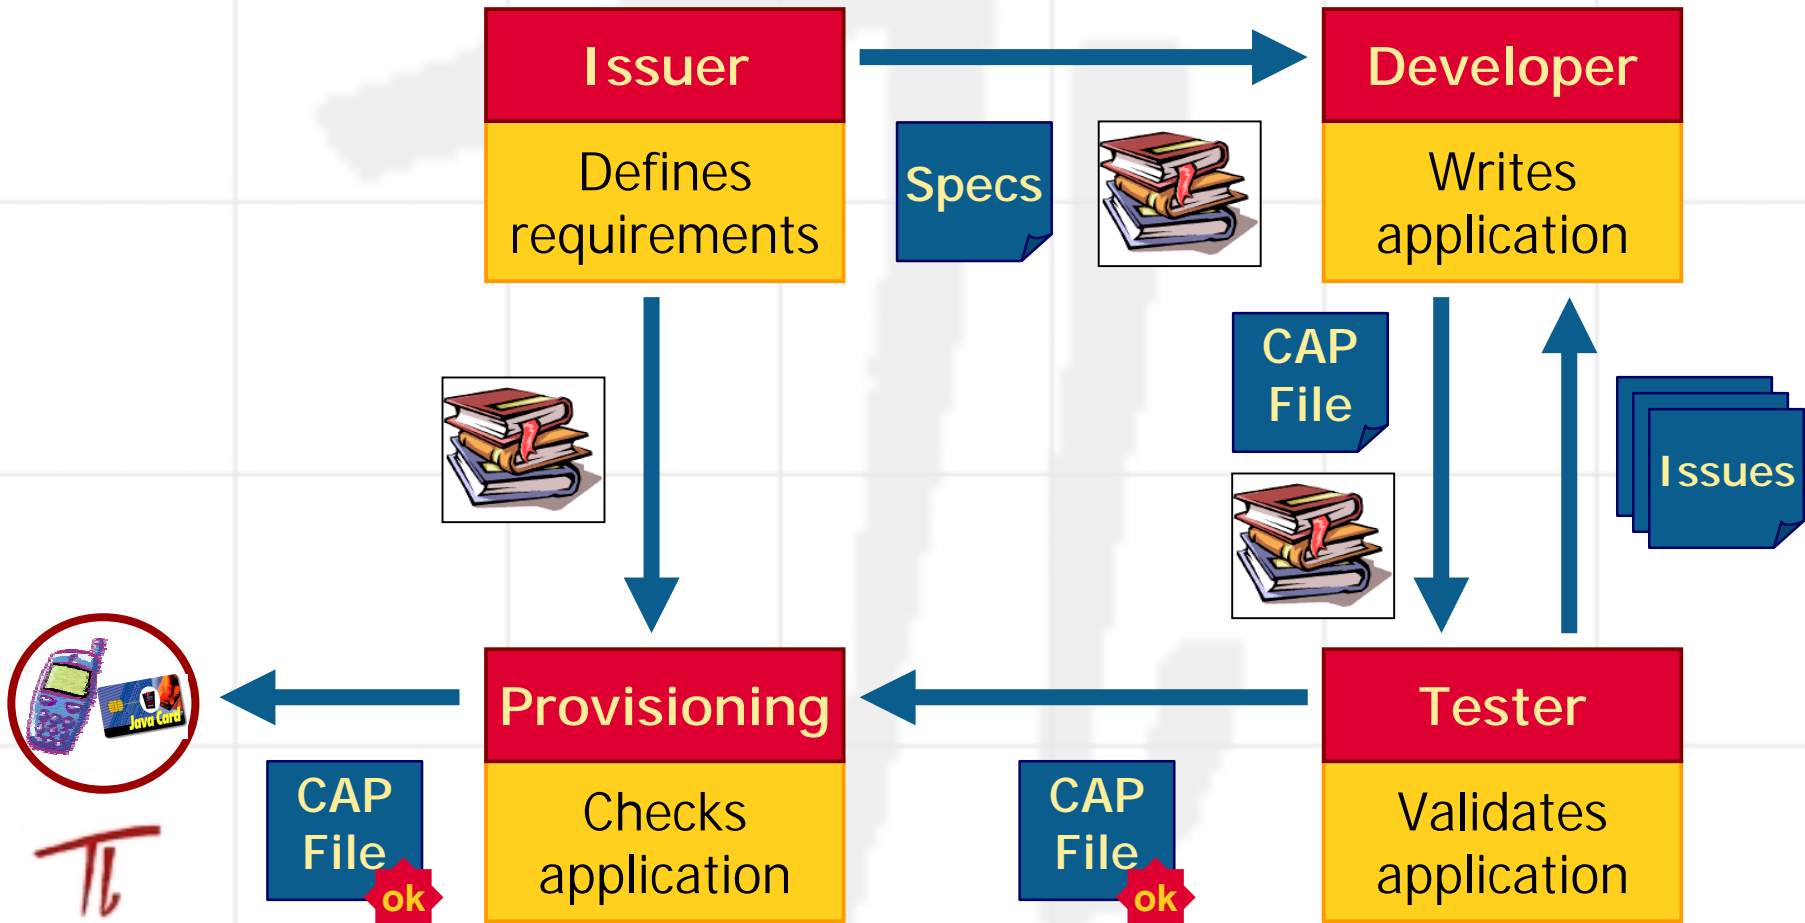 Issuer
Defines
requirements
Specs
Developer
Writes
application
CAP
File
Issues
Java Card
Provisioning
Checks
application
CAP
File
ok
CAP
File
ok
Tester
Validates
application